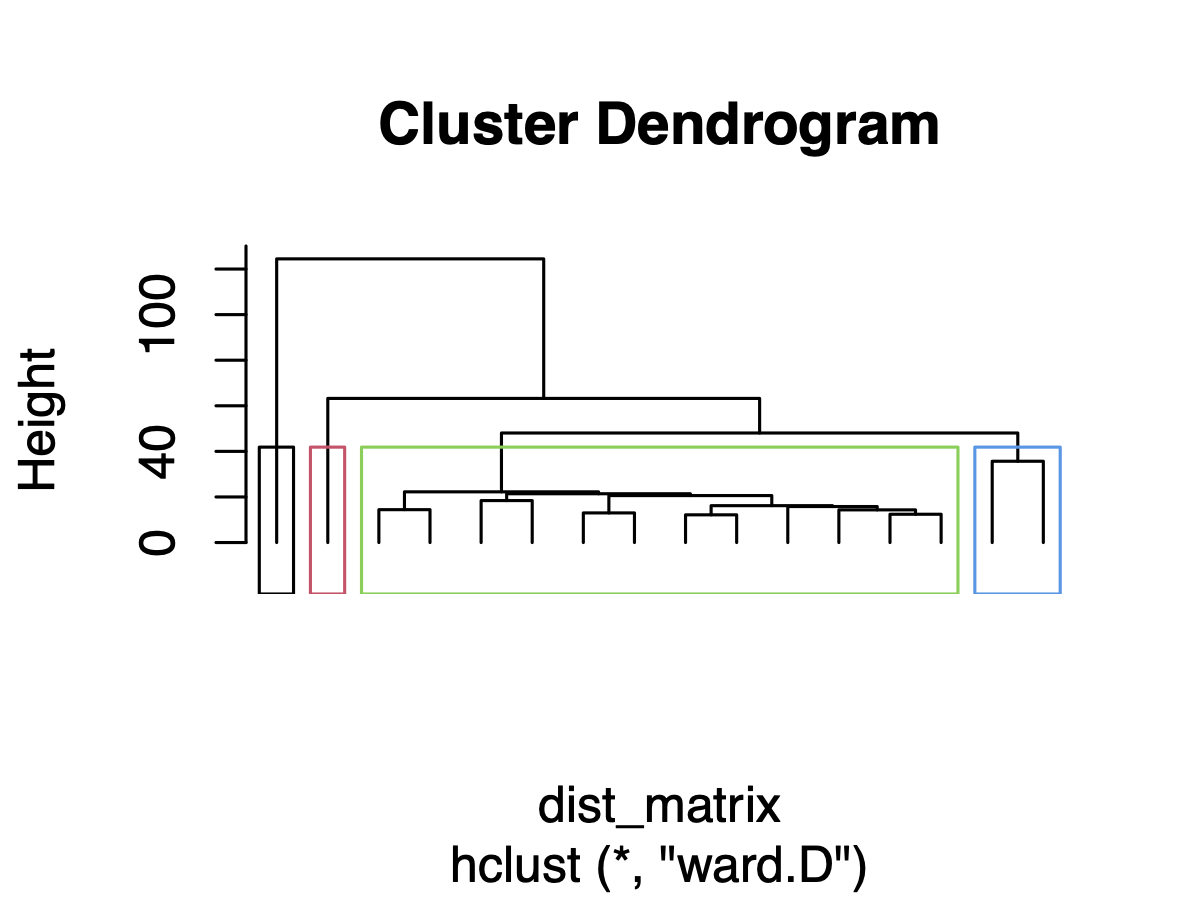 Cluster Dendrogram
Height
100
40
0
dist_matrix
hclust (*, "ward.D")